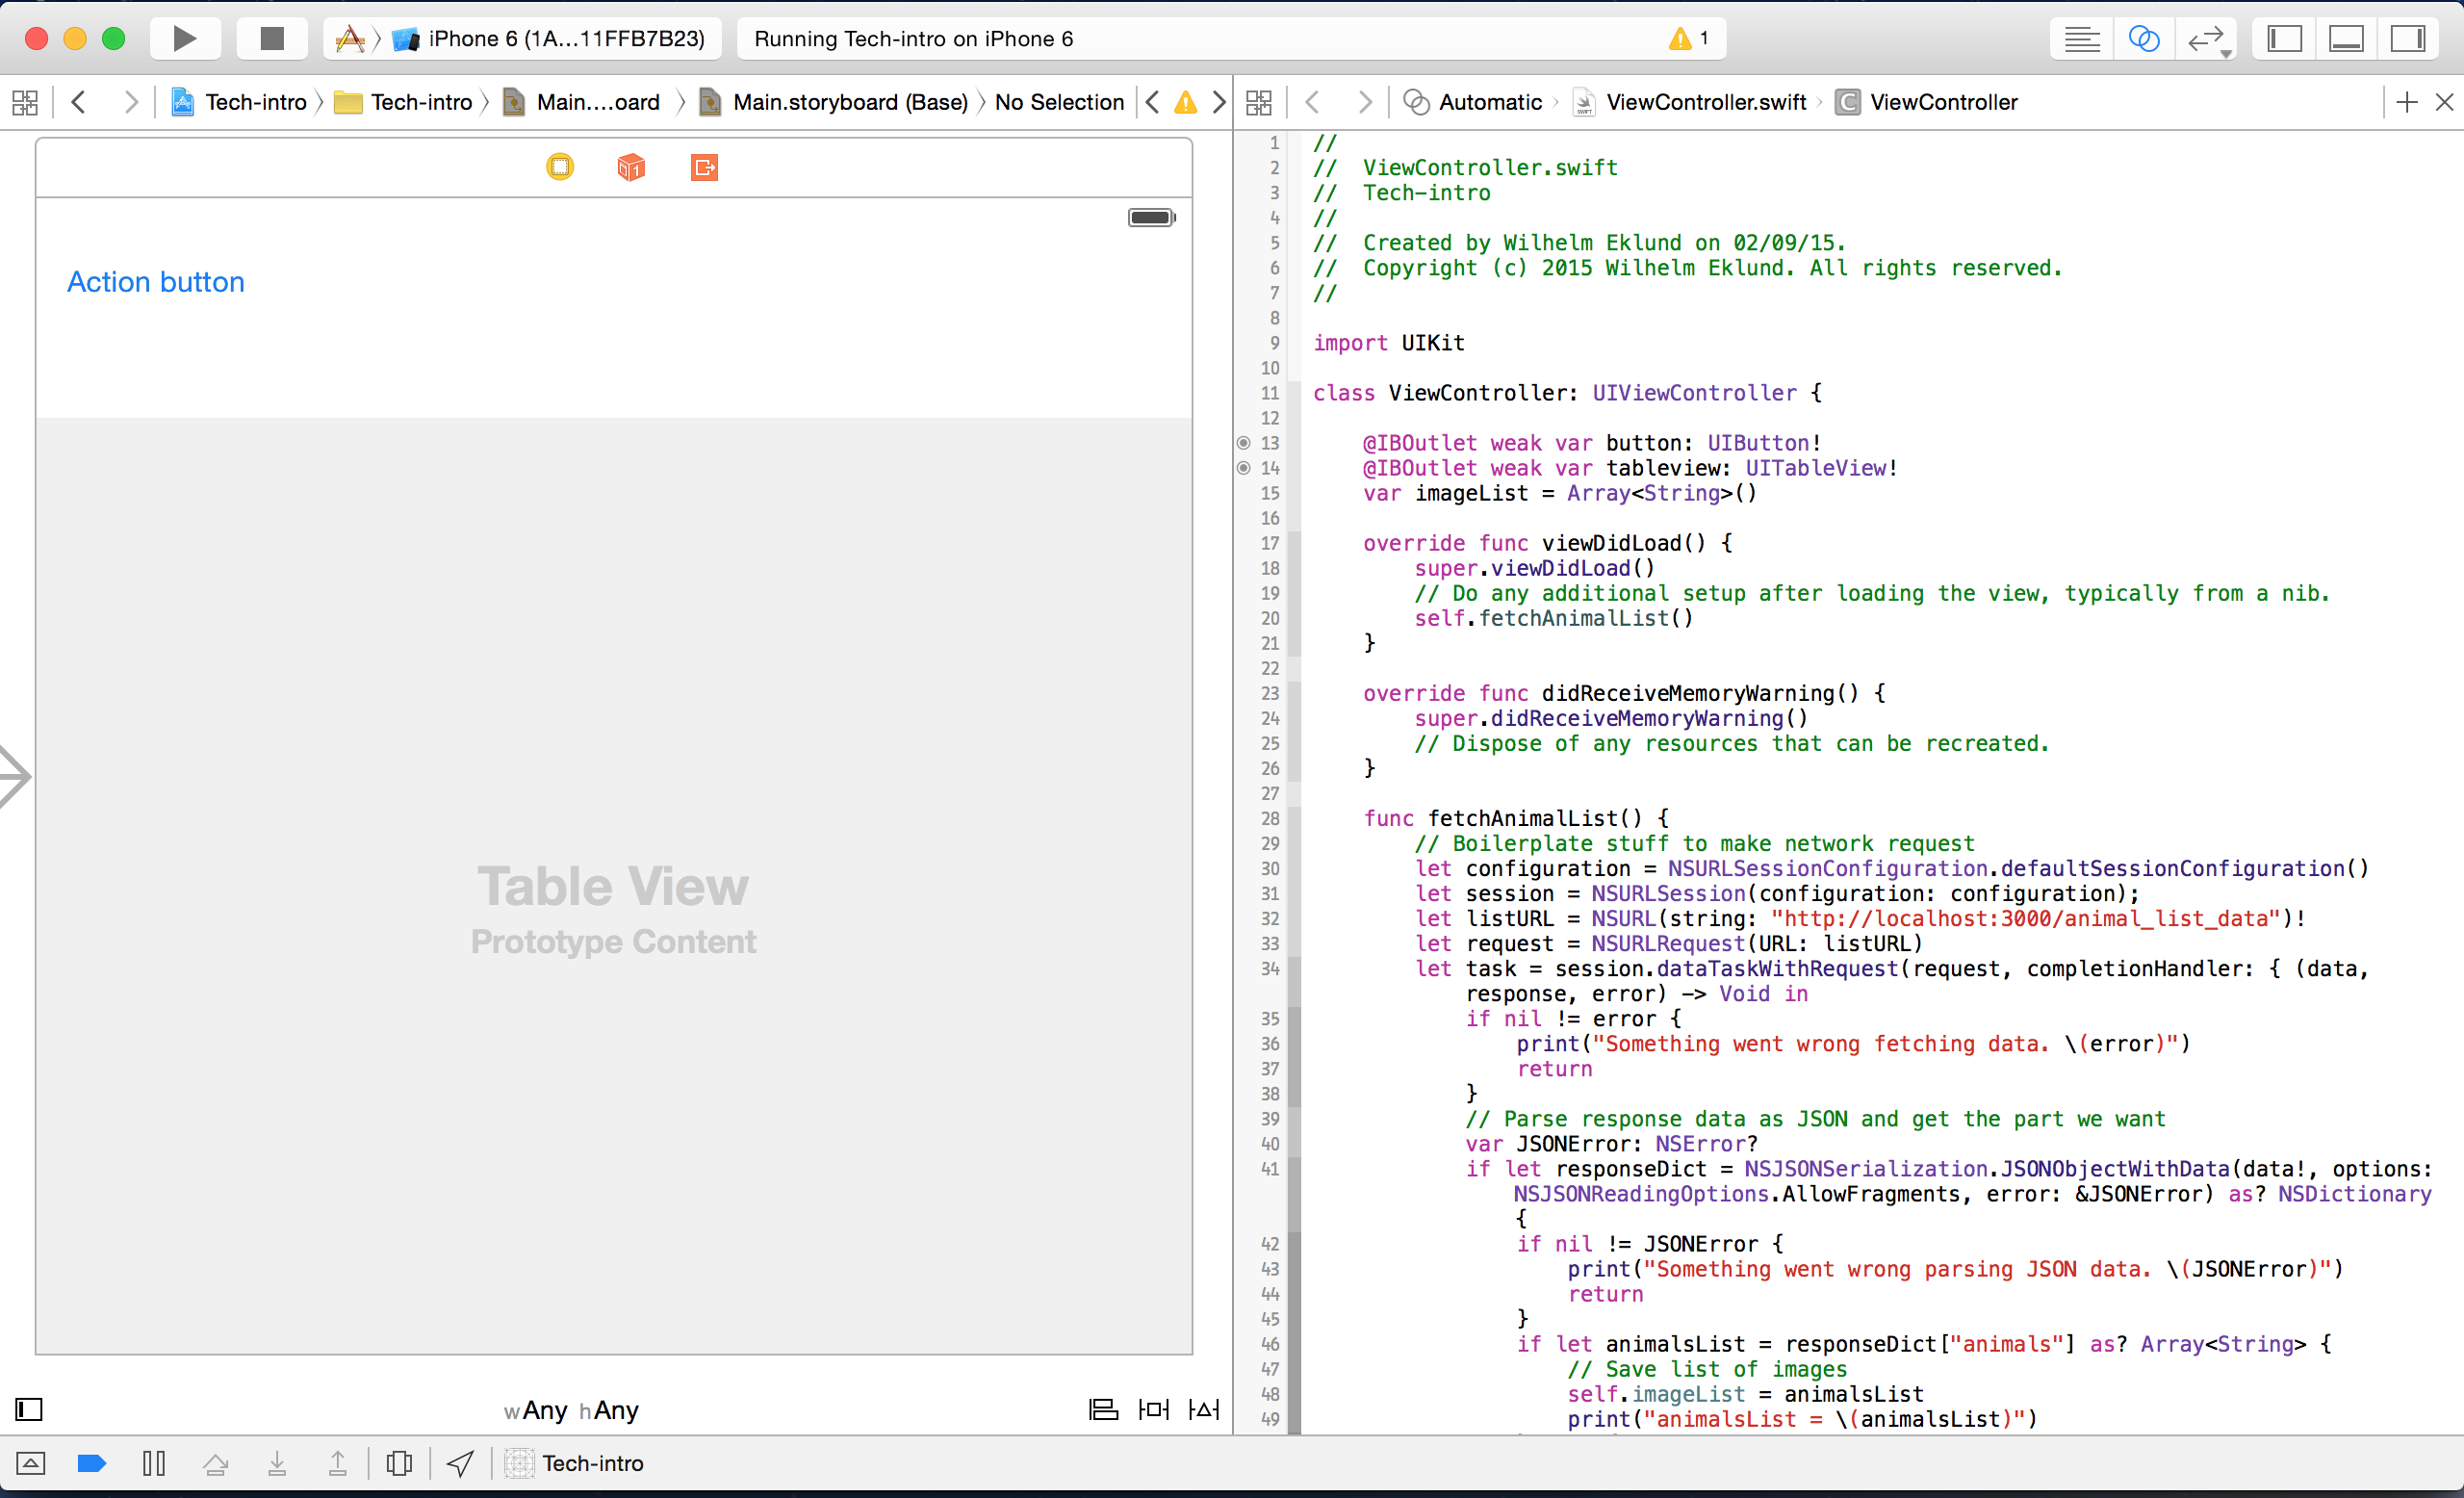 iPhone 6 (1A...11FFB7B23)
Running Tech-intro on iPhone 6
1
Tech-intro
Tech-intro
Main....oard
Main.storyboard (Base)
No Selection
Automatic
ViewController.swift
C ViewController
1
Action button
Table View
Prototype Content
wAny hAny
1 //
2 //  ViewController.swift
3 //  Tech-intro
4 //
5 //  Created by Wilhelm Eklund on 02/09/15.
6 //  Copyright (c) 2015 Wilhelm Eklund. All rights reserved.
7 //
8
9 import UIKit
10
11 class ViewController: UIViewController {
12
13     @IBOutlet weak var button: UIButton!
14     @IBOutlet weak var tableview: UITableView!
15     var imageList = Array<String>()
16
17     override func viewDidLoad() {
18         super.viewDidLoad()
19         // Do any additional setup after loading the view, typically from a nib.
20         self.fetchAnimalList()
21     }
22
23     override func didReceiveMemoryWarning() {
24         super.didReceiveMemoryWarning()
25         // Dispose of any resources that can be recreated.
26     }
27
28     func fetchAnimalList() {
29         // Boilerplate stuff to make network request
30         let configuration = NSURLSessionConfiguration.defaultSessionConfiguration()
31         let session = NSURLSession(configuration: configuration);
32         let listURL = NSURL(string: "http://localhost:3000/animal_list_data")!
33         let request = NSURLRequest(URL: listURL)
34         let task = session.dataTaskWithRequest(request, completionHandler: { (data,
response, error) -> Void in
35             if nil != error {
36                 print("Something went wrong fetching data. \(error)")
37                 return
38             }
39             // Parse response data as JSON and get the part we want
40             var JSONError: NSError?
41             if let responseDict = NSJSONSerialization.JSONObjectWithData(data!, options:
NSJSONReadingOptions.AllowFragments, error: &JSONError) as? NSDictionary
{
42                 if nil != JSONError {
43                     print("Something went wrong parsing JSON data. \(JSONError)")
44                     return
45                 }
46                 if let animalsList = responseDict["animals"] as? Array<String> {
47                     // Save list of images
48                     self.imageList = animalsList
49                     print("animalsList = \(animalsList)")
Tech-intro